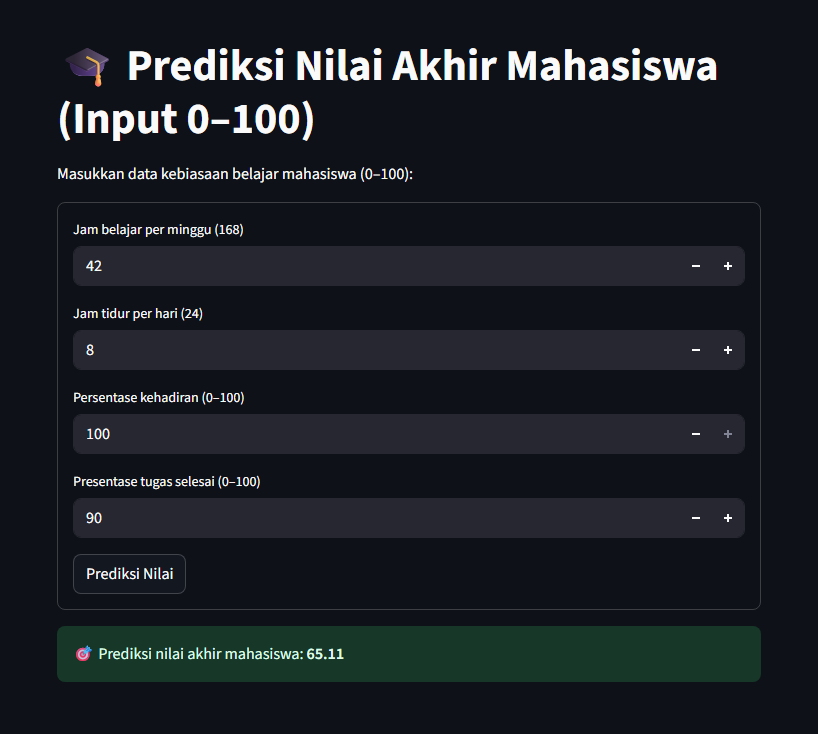 🎓 Prediksi Nilai Akhir Mahasiswa
(Input 0–100)
Masukkan data kebiasaan belajar mahasiswa (0–100):
Jam belajar per minggu (168)
42
Jam tidur per hari (24)
8
Persentase kehadiran (0–100)
100
Presentase tugas selesai (0–100)
90
Prediksi Nilai
🎯 Prediksi nilai akhir mahasiswa: 65.11